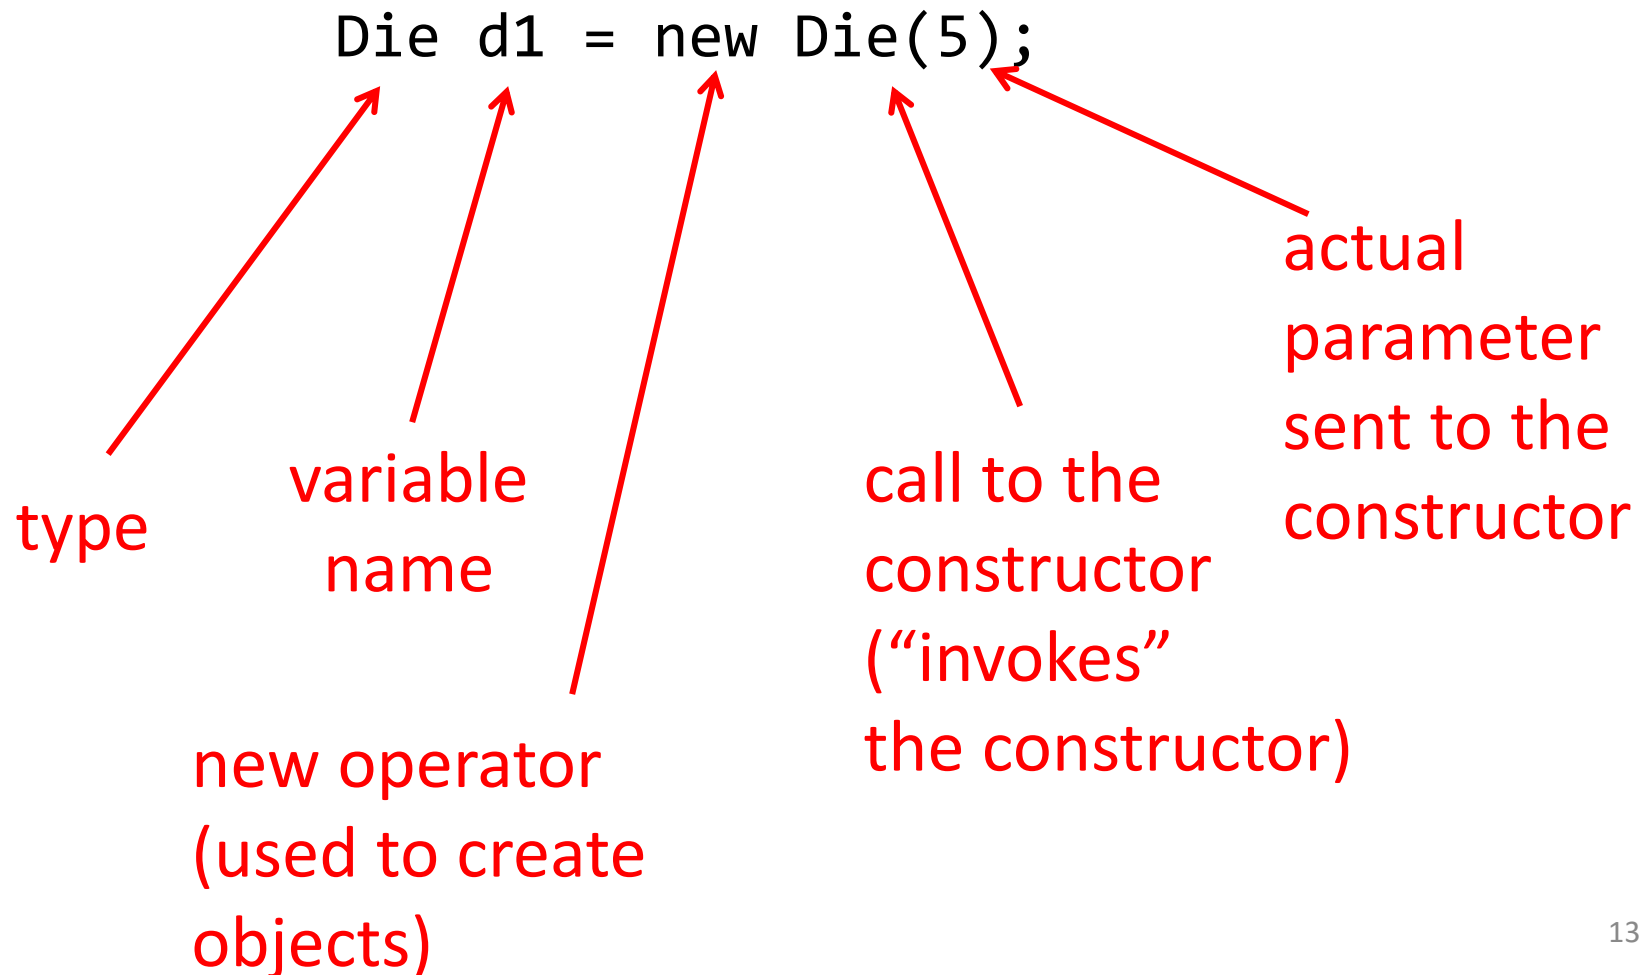 Die d1 = new Die(5);
type
variable
name
new operator
(used to create
objects)
call to the
constructor
(“invokes”
the constructor)
actual
parameter
sent to the
constructor
13